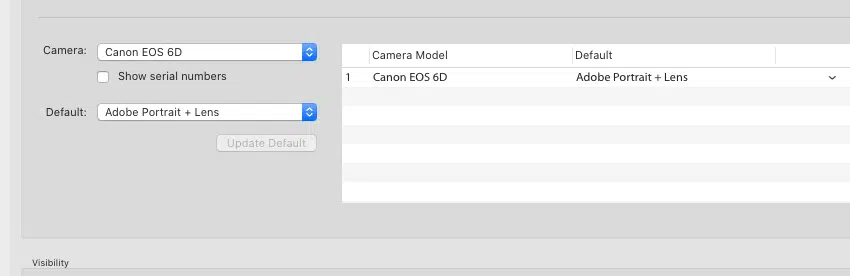 Camera: Canon EOS 6D
Show serial numbers
Default: Adobe Portrait + Lens
Update Default
Camera Model Default
1 Canon EOS 6D Adobe Portrait + Lens
Visibility